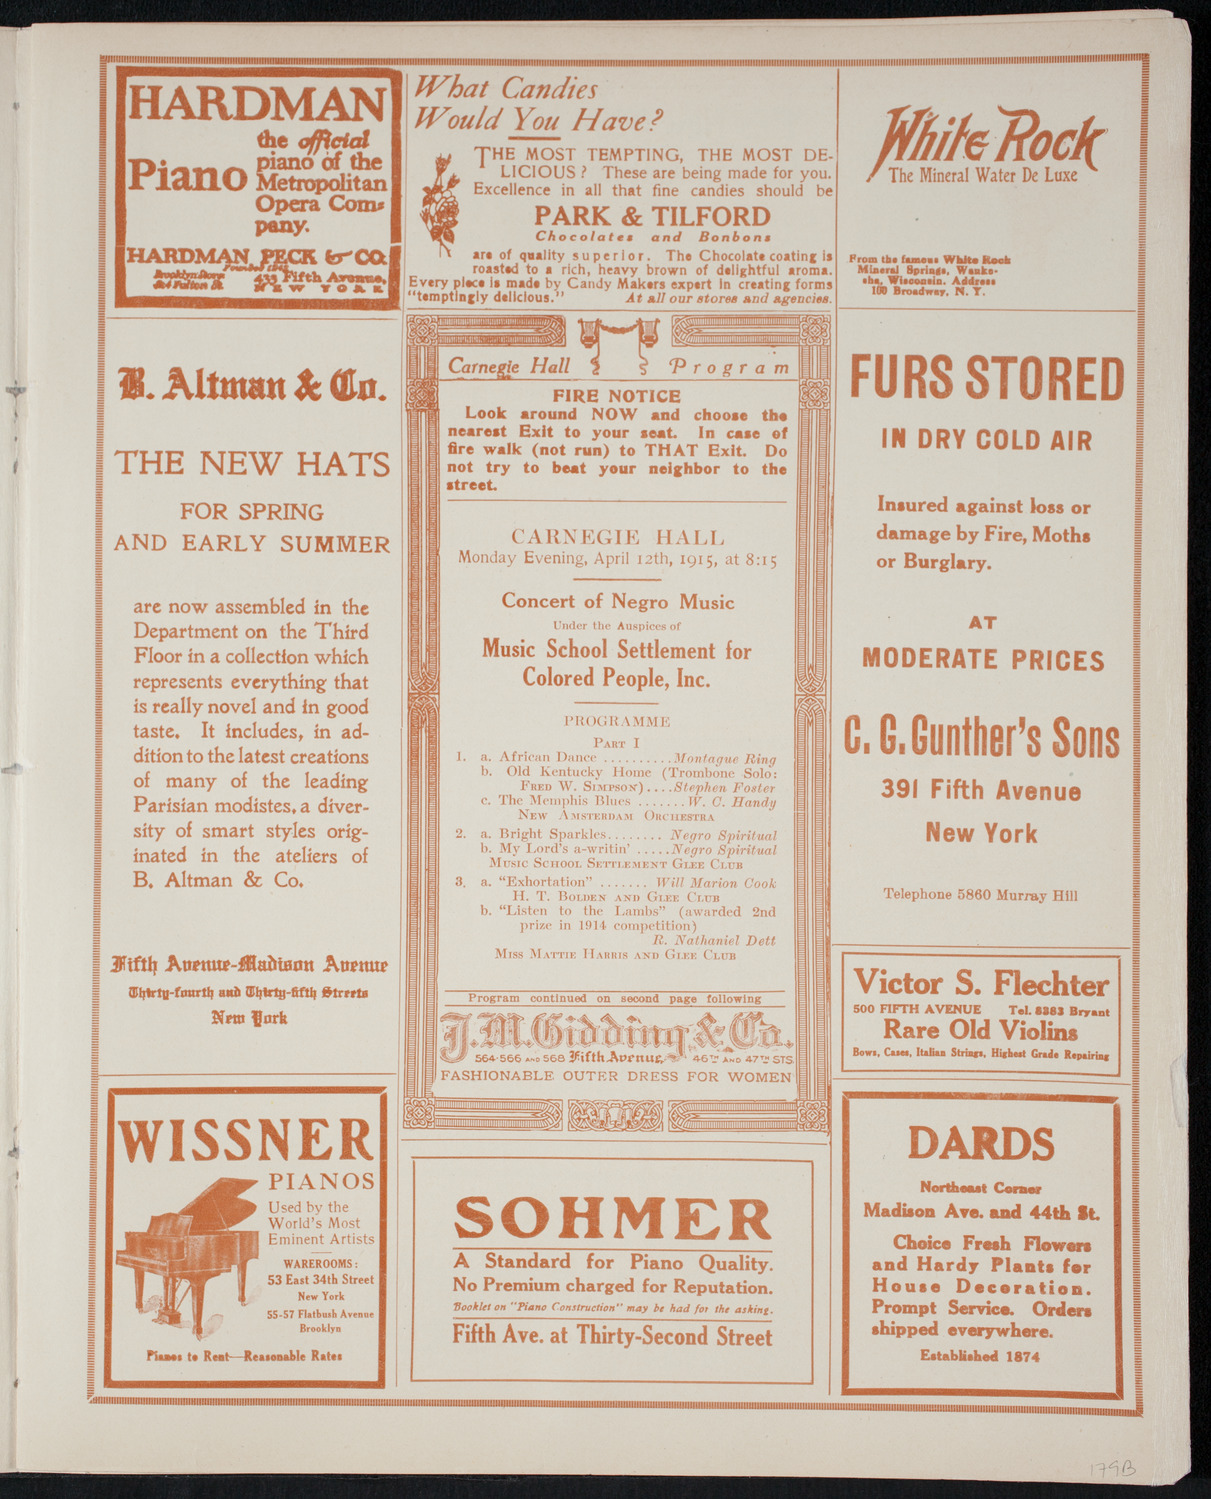 HARDMAN
Piano
the official
piano of the
Metropolitan
Opera Com-
pany.
HARDMAN, PECK & CO.
Founded 1842
Brooklyn Store
524 Fulton St.
433 Fifth Avenue,
NEW YORK
B. Altman & Co.
THE NEW HATS
FOR SPRING
AND EARLY SUMMER
are now assembled in the
Department on the Third
Floor in a collection which
represents everything that
is really novel and in good
taste. It includes, in ad-
dition to the latest creations
of many of the leading
Parisian modistes, a diver-
sity of smart styles orig-
inated in the ateliers of
B. Altman & Co.
Fifth Avenue-Madison Avenue
Thirty-fourth and Thirty-fifth Streets
New York
WISSNER
PIANOS
Used by the
World's Most
Eminent Artists
WAREROOMS:
53 East 34th Street
New York
55-57 Flatbush Avenue
Brooklyn
Pianos to Rent—Reasonable Rates
What Candies
Would You Have?
THE MOST TEMPTING, THE MOST DE-
LICIOUS? These are being made for you.
Excellence in all that fine candies should be
PARK & TILFORD
Chocolates and Bonbons
are of quality superior. The Chocolate coating is
roasted to a rich, heavy brown of delightful aroma.
Every piece is made by Candy Makers expert in creating forms
"temptingly delicious." At all our stores and agencies.
Carnegie Hall Program
FIRE NOTICE
Look around NOW and choose the
nearest Exit to your seat. In case of
fire walk (not run) to THAT Exit. Do
not try to beat your neighbor to the
street.
CARNEGIE HALL
Monday Evening, April 12th, 1915, at 8:15
Concert of Negro Music
Under the Auspices of
Music School Settlement for
Colored People, Inc.
PROGRAMME
PART I
1. a. African Dance ..........Montague Ring
b. Old Kentucky Home (Trombone Solo:
FRED W. SIMPSON)....Stephen Foster
c. The Memphis Blues .......W. C. Handy
NEW AMSTERDAM ORCHESTRA
2. a. Bright Sparkles........ Negro Spiritual
b. My Lord's a-writin' .....Negro Spiritual
MUSIC SCHOOL SETTLEMENT GLEE CLUB
3. a. "Exhortation" ....... Will Marion Cook
H. T. BOLDEN AND GLEE CLUB
b. "Listen to the Lambs" (awarded 2nd
prize in 1914 competition)
R. Nathaniel Dett
MISS MATTIE HARRIS AND GLEE CLUB
Program continued on second page following
J. M. Gidding & Co.
564-566 AND 568 Fifth Avenue, 46TH AND 47TH STS.
FASHIONABLE OUTER DRESS FOR WOMEN
SOHMER
A Standard for Piano Quality.
No Premium charged for Reputation.
Booklet on "Piano Construction" may be had for the asking.
Fifth Ave. at Thirty-Second Street
White Rock
The Mineral Water De Luxe
From the famous White Rock
Mineral Springs, Wauke-
sha, Wisconsin. Address
100 Broadway, N. Y.
FURS STORED
IN DRY COLD AIR
Insured against loss or
damage by Fire, Moths
or Burglary.
AT
MODERATE PRICES
C. G. Gunther's Sons
391 Fifth Avenue
New York
Telephone 5860 Murray Hill
Victor S. Flechter
500 FIFTH AVENUE Tel. 8383 Bryant
Rare Old Violins
Bows, Cases, Italian Strings, Highest Grade Repairing
DARDS
Northeast Corner
Madison Ave. and 44th St.
Choice Fresh Flowers
and Hardy Plants for
House Decoration.
Prompt Service. Orders
shipped everywhere.
Established 1874
179B